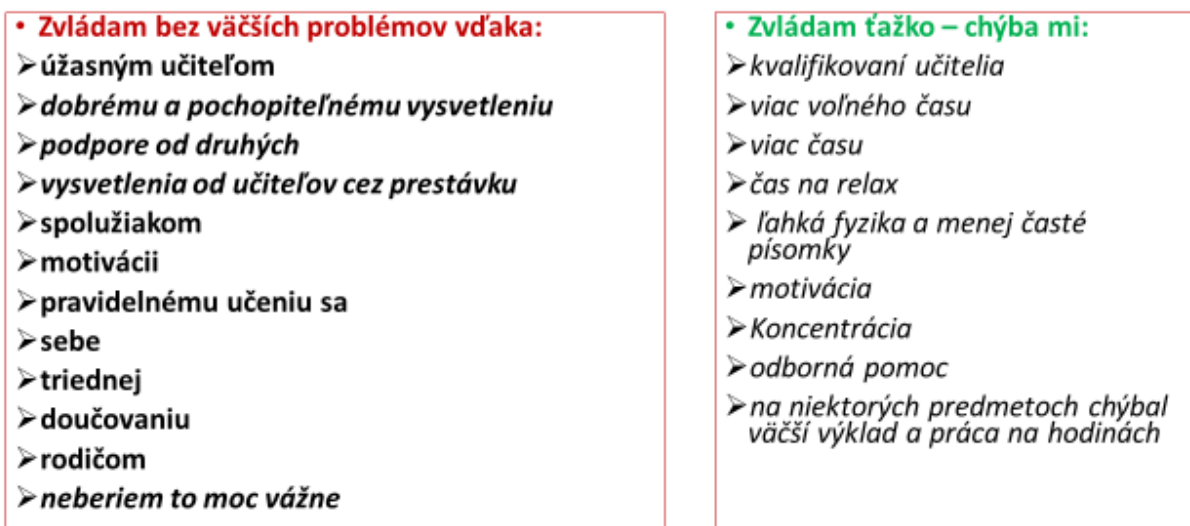 • Zvládam bez väčších problémov vďaka:
➢úžasným učiteľom
➢dobrému a pochopiteľnému vysvetleniu
➢podpore od druhých
➢vysvetlenia od učiteľov cez prestávku
➢spolužiakom
➢motivácii
➢pravidelnému učeniu sa
➢sebe
➢triednej
➢doučovaniu
➢rodičom
➢neberiem to moc vážne
• Zvládam ťažko – chýba mi:
➢kvalifikovaní učitelia
➢viac voľného času
➢viac času
➢čas na relax
➢ ľahká fyzika a menej časté
písomky
➢motivácia
➢Koncentrácia
➢odborná pomoc
➢na niektorých predmetoch chýbal
väčší výklad a práca na hodinách